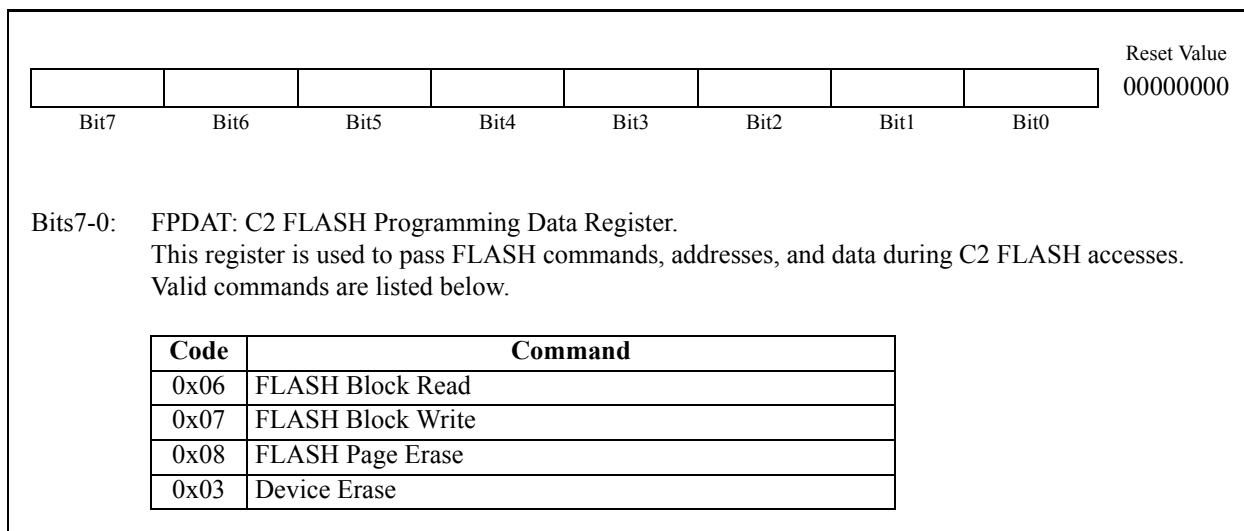 Reset Value
00000000
Bit7 Bit6 Bit5 Bit4 Bit3 Bit2 Bit1 Bit0
Bits7-0: FPDAT: C2 FLASH Programming Data Register.
This register is used to pass FLASH commands, addresses, and data during C2 FLASH accesses.
Valid commands are listed below.
Code Command
0x06 FLASH Block Read
0x07 FLASH Block Write
0x08 FLASH Page Erase
0x03 Device Erase